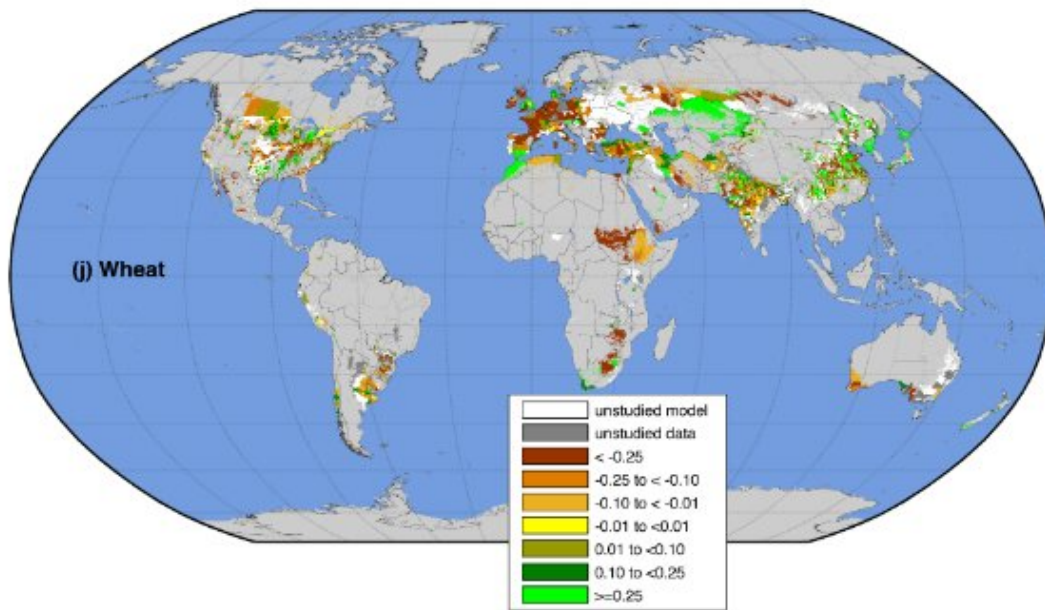 (j) Wheat
unstudied model
unstudied data
< -0.25
-0.25 to < -0.10
-0.10 to < -0.01
-0.01 to <0.01
0.01 to <0.10
0.10 to <0.25
>=0.25